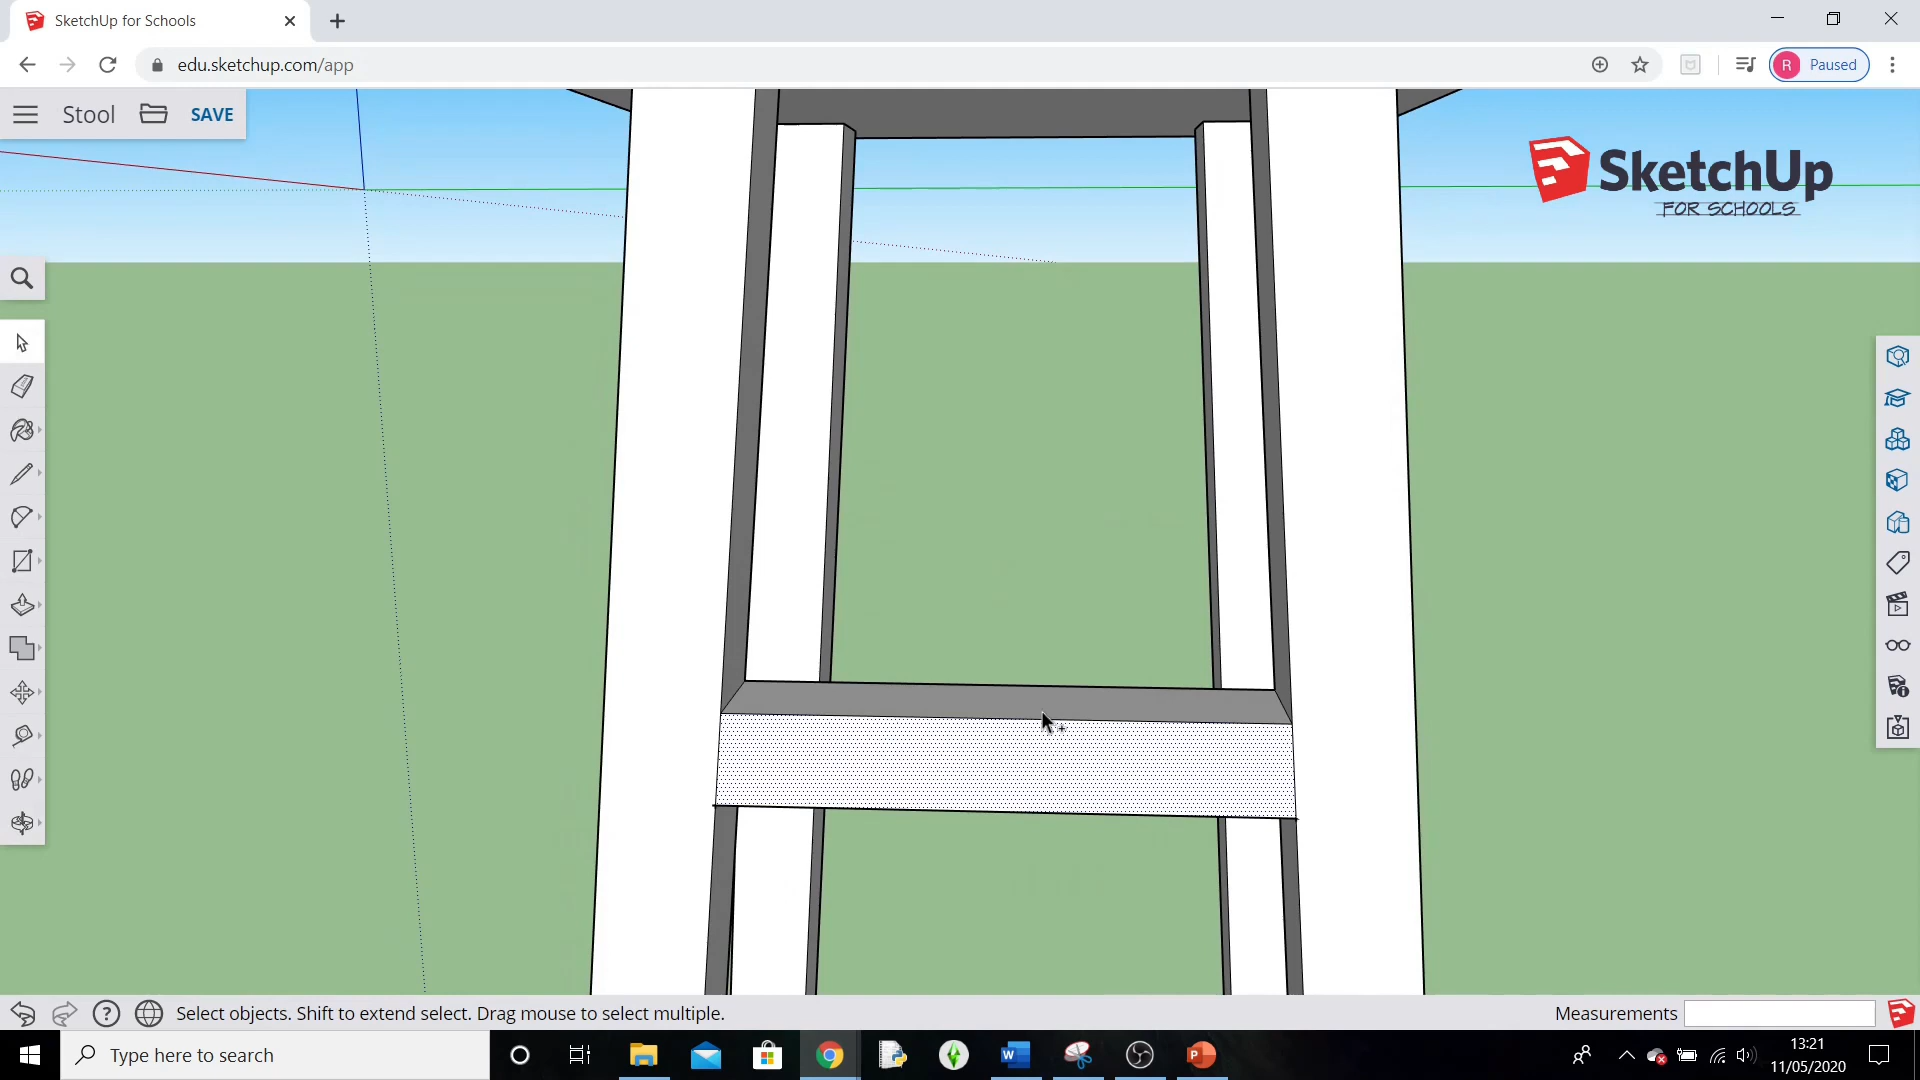 SketchUp for Schools
edu.sketchup.com/app
R Paused
Stool SAVE
SketchUp
FOR SCHOOLS
Select objects. Shift to extend select. Drag mouse to select multiple.
Measurements
Type here to search
13:21
11/05/2020